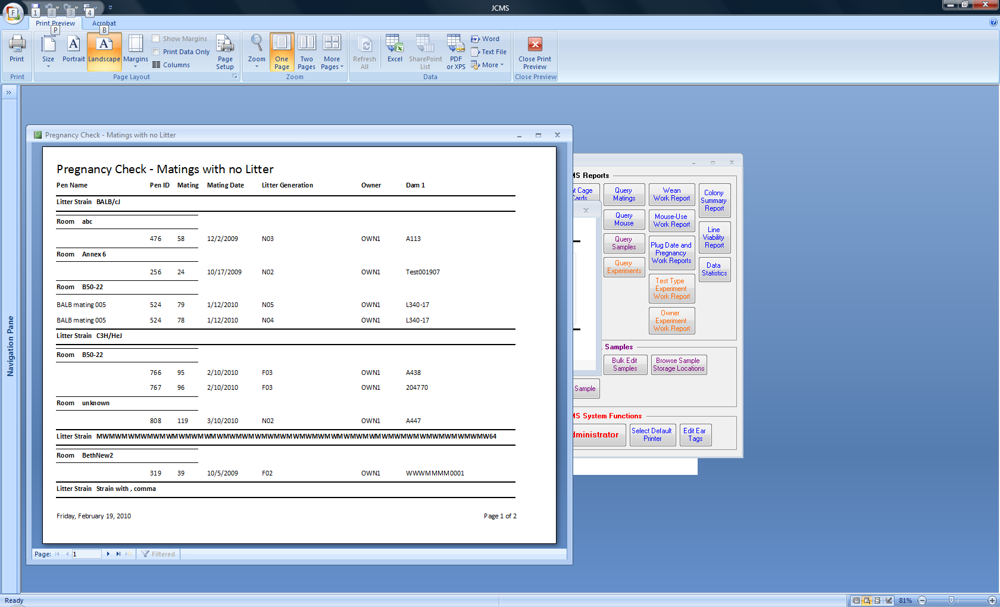 JCMS
F 1 2 3 4
Print Preview Acrobat
P B
Print
Size Portrait Landscape Margins
Show Margins
Print Data Only
Columns
Page Setup
Zoom One Page Two Pages More Pages
Refresh All Excel SharePoint List PDF or XPS
Word
Text File
More
Close Print Preview
Print Page Layout Zoom Data Close Preview
»
Navigation Pane
Pregnancy Check - Matings with no Litter
Pregnancy Check - Matings with no Litter
Pen Name Pen ID Mating Mating Date Litter Generation Owner Dam 1
Litter Strain BALB/cJ
Room abc
476 58 12/2/2009 N03 OWN1 A113
Room Annex 6
256 24 10/17/2009 N02 OWN1 Test001907
Room B50-22
BALB mating 005 524 79 1/12/2010 N05 OWN1 L340-17
BALB mating 005 524 78 1/12/2010 N04 OWN1 L340-17
Litter Strain C3H/HeJ
Room B50-22
766 95 2/10/2010 F03 OWN1 A438
767 96 2/10/2010 F03 OWN1 204770
Room unknown
808 119 3/10/2010 N02 OWN1 A447
Litter Strain MWMWMWMWMWMWMWMWMWMWMWMWMWMWMWMWMWMWMWMWMWMWMWMWMWMWMWMWMWMWMW64
Room BethNew2
319 39 10/5/2009 F02 OWN1 WWWMMMM0001
Litter Strain Strain with , comma
Friday, February 19, 2010 Page 1 of 2
Page: 1 Filtered
MS Reports
t Cage
Cards
Query Matings
Query Mouse
Query Samples
Query Experiments
Wean Work Report
Mouse-Use Work Report
Plug Date and Pregnancy Work Reports
Test Type Experiment Work Report
Owner Experiment Work Report
Colony Summary Report
Line Viability Report
Data Statistics
Samples
Bulk Edit Samples
Browse Sample Storage Locations
Sample
MS System Functions
dministrator
Select Default Printer
Edit Ear Tags
Ready 81%